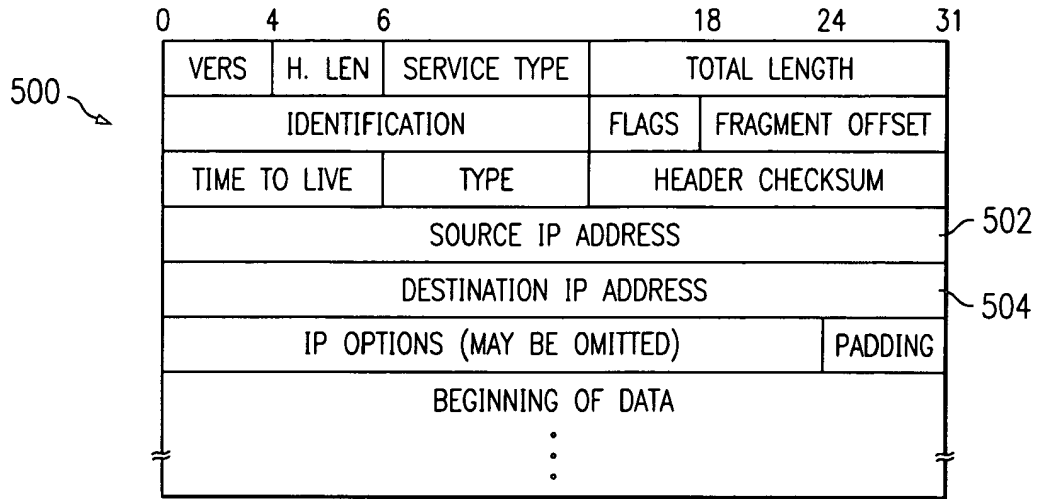 0 4 6 18 24 31
VERS H. LEN SERVICE TYPE TOTAL LENGTH
500
IDENTIFICATION FLAGS FRAGMENT OFFSET
TIME TO LIVE TYPE HEADER CHECKSUM
SOURCE IP ADDRESS 502
DESTINATION IP ADDRESS 504
IP OPTIONS (MAY BE OMITTED) PADDING
BEGINNING OF DATA